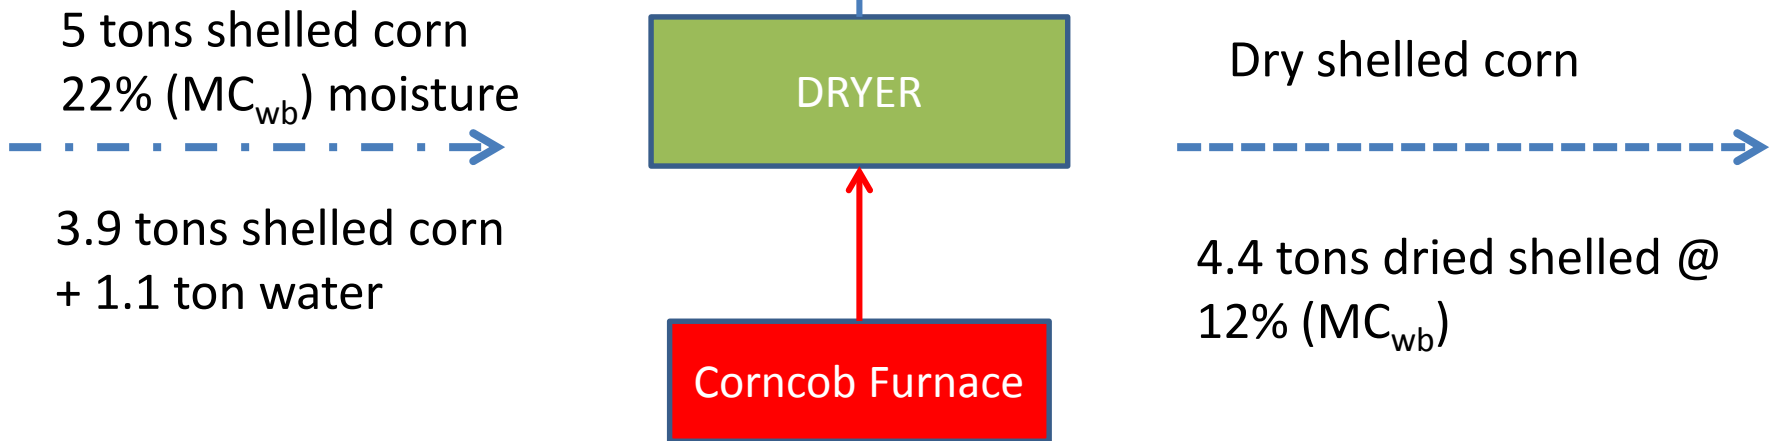 5 tons shelled corn
22% (MCwb) moisture
3.9 tons shelled corn
+ 1.1 ton water
DRYER
Corncob Furnace
Dry shelled corn
4.4 tons dried shelled @
12% (MCwb)